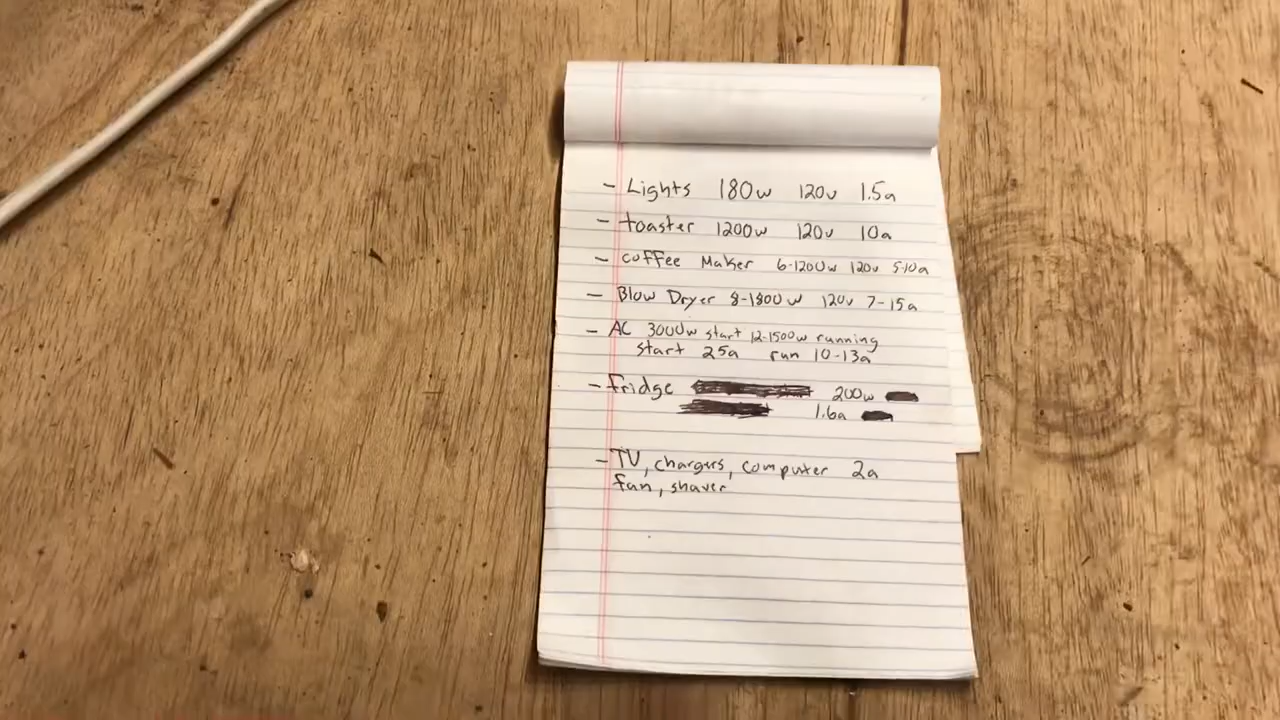 - Lights 180w 120v 1.5a
- toaster 1200w 120v 10a
- coffee Maker 6-1200w 120v 5-10a
- Blow Dryer 8-1800w 120v 7-15a
- AC 3000w start 12-1500w running
start 25a run 10-13a
- fridge 200w
1.6a
- TV, chargers, computer 2a
fan, shaver